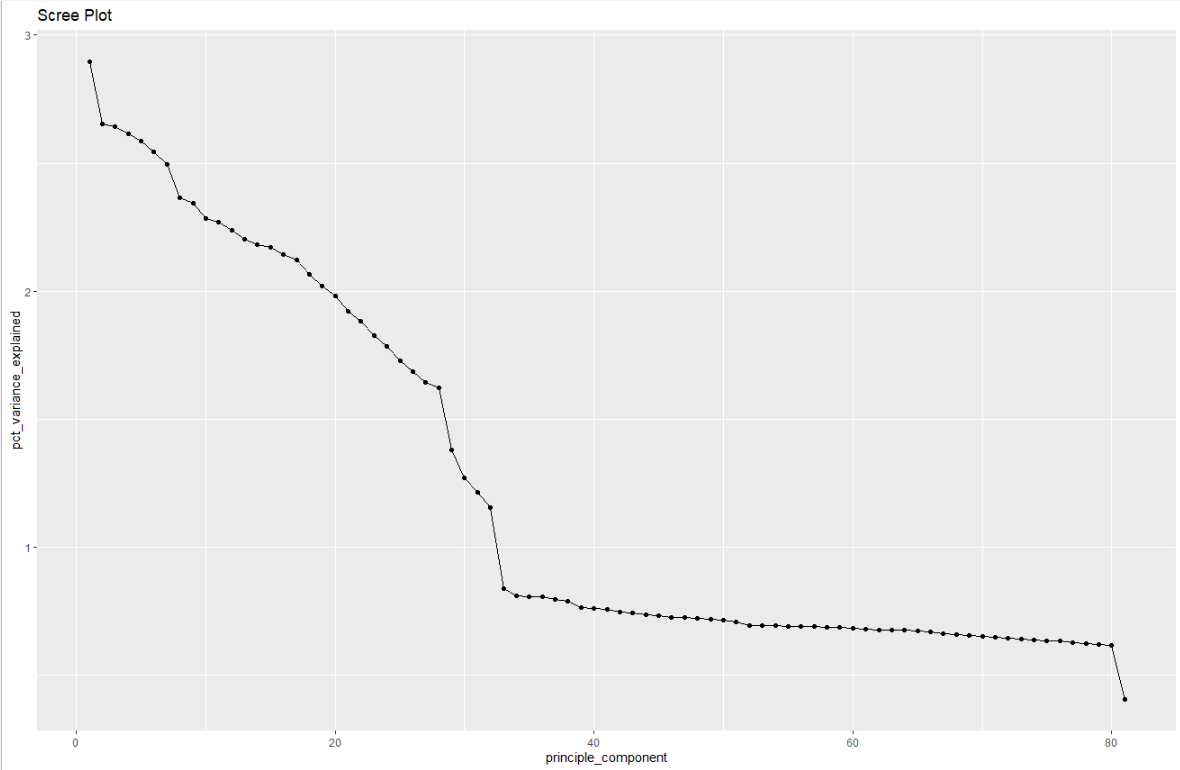 Scree Plot
3
2
1
pct_variance_explained
0 20 40 60 80
principle_component